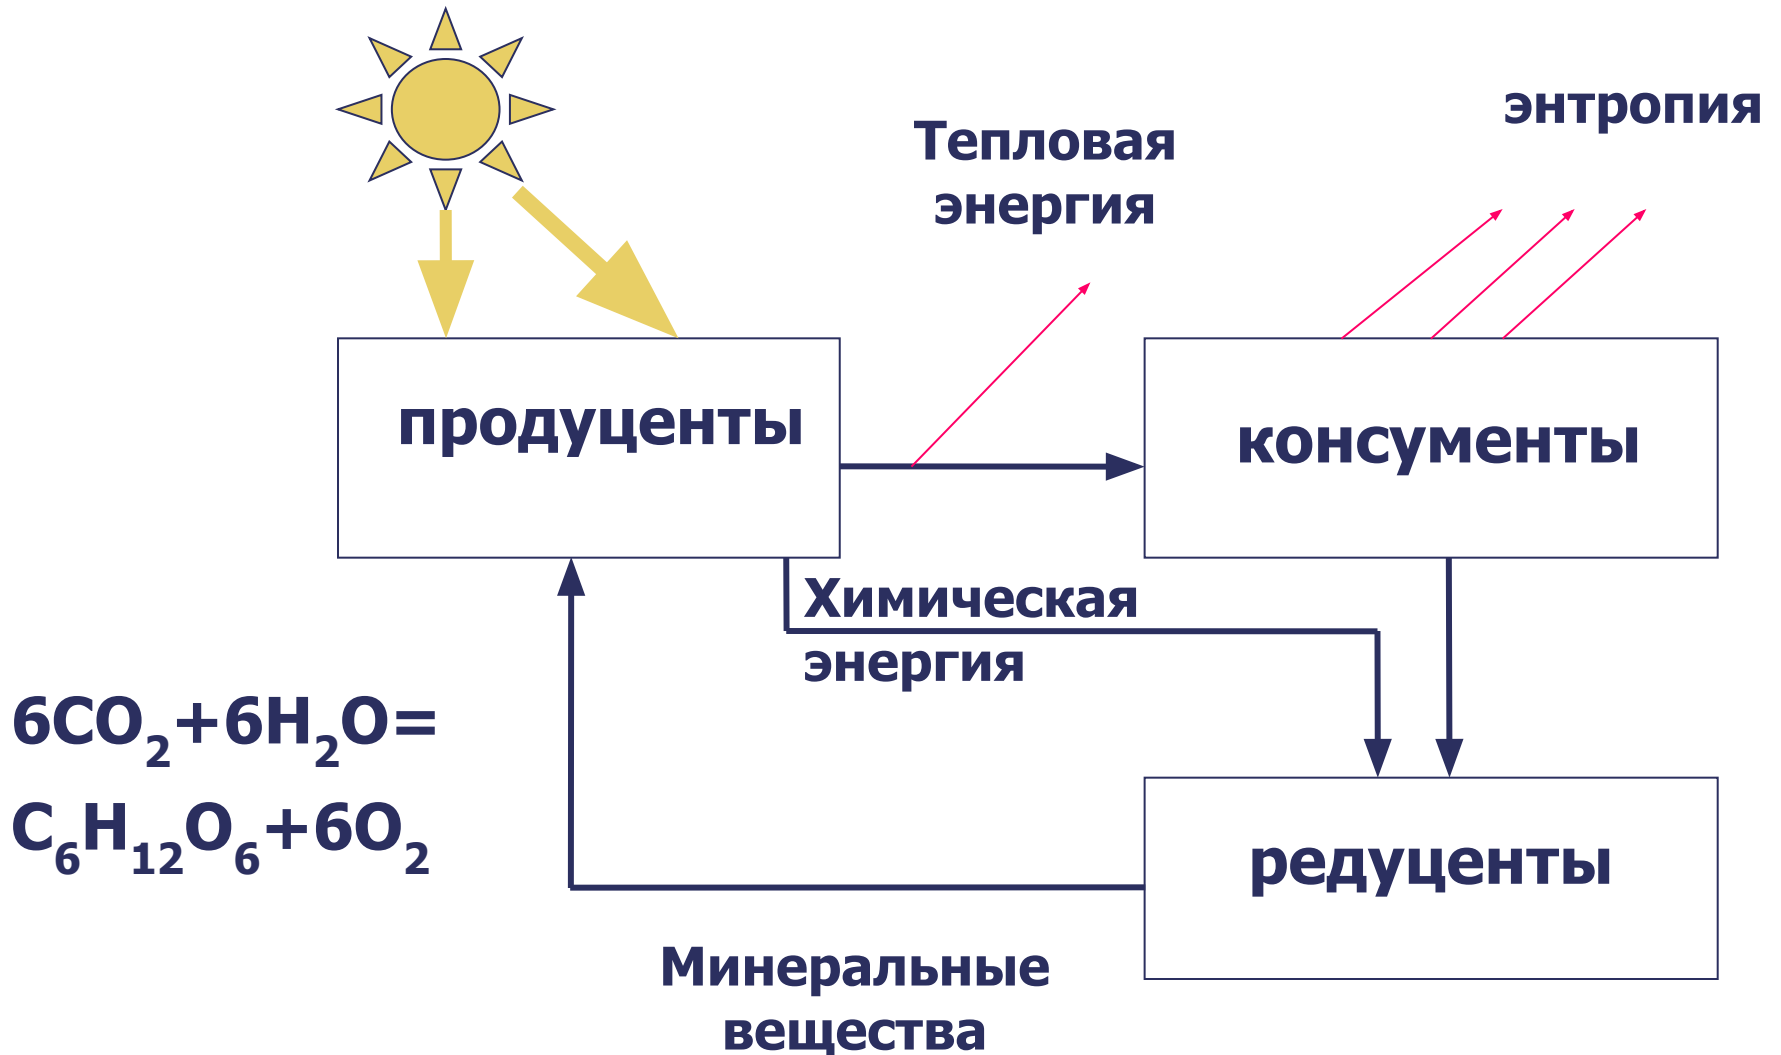 энтропия
Тепловая
энергия
продуценты
консументы
Химическая
энергия
6CO₂+6H₂O=
C₆H₁₂O₆+6O₂
редуценты
Минеральные
вещества